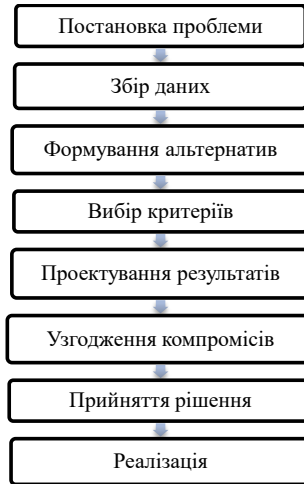 Постановка проблеми
Збір даних
Формування альтернатив
Вибір критеріїв
Проектування результатів
Узгодження компромісів
Прийняття рішення
Реалізація